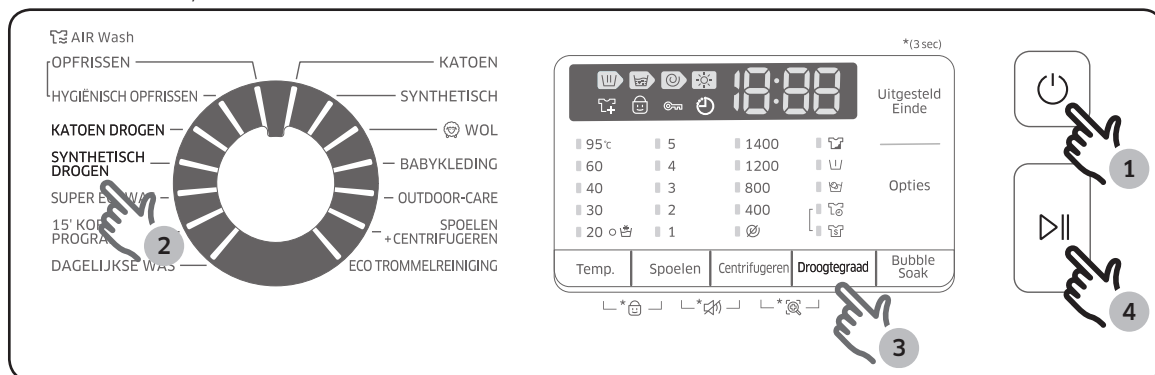 AIR Wash
OPFRISSEN
HYGIËNISCH OPFRISSEN
KATOEN DROGEN
SYNTHETISCH
DROGEN
SUPER
15'
DAGELIJKSE WAS
KATOEN
SYNTHETISCH
WOL
BABYKLEDING
OUTDOOR-CARE
SPOELEN
+CENTRIFUGEREN
ECO TROMMELREINIGING
2
*(3 sec)
18:88
Uitgesteld
Einde
Opties
95°c 5 1400
60 4 1200
40 3 800
30 2 400
20 1
Temp. Spoelen Centrifugeren Droogtegraad Bubble
Soak
* * *
3
1
4